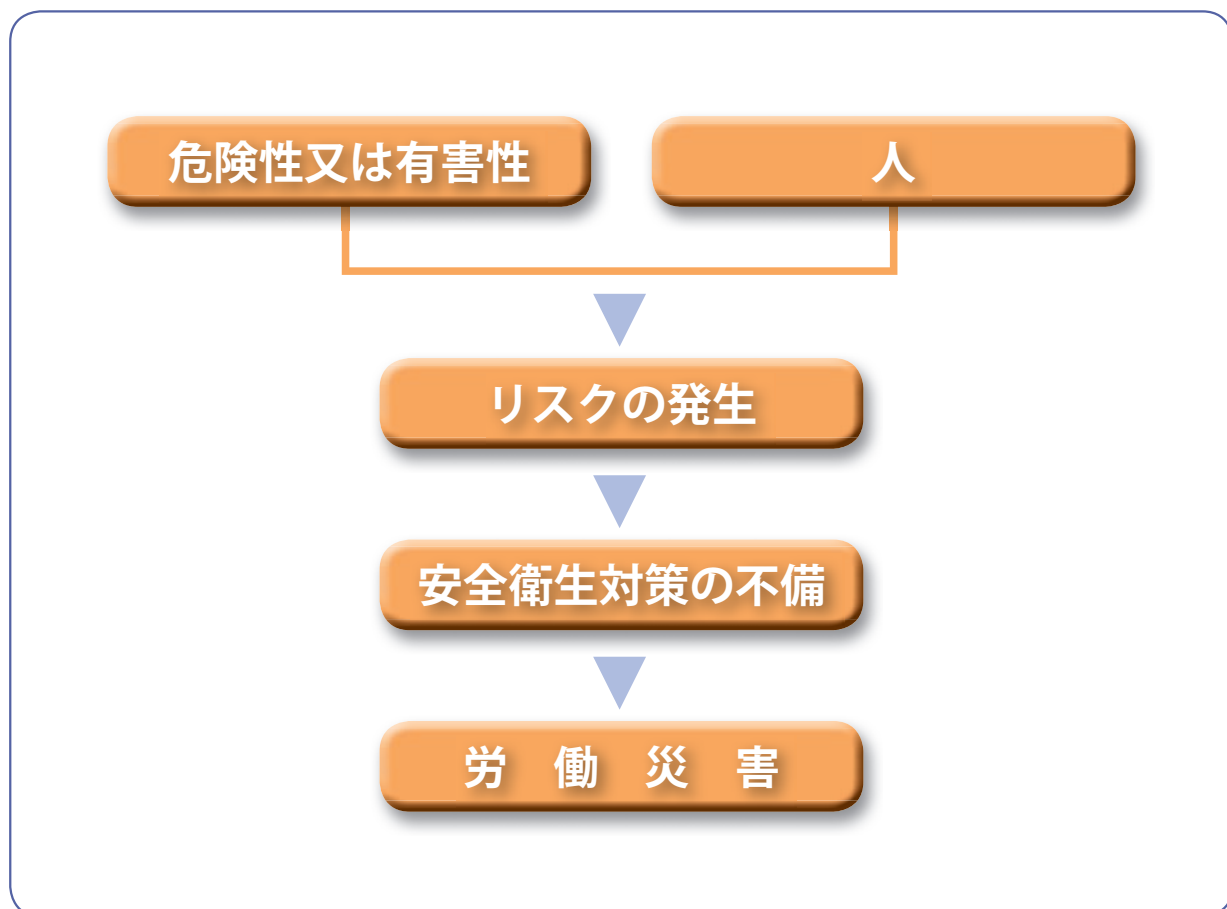 危険性又は有害性
人
リスクの発生
安全衛生対策の不備
労　働　災　害